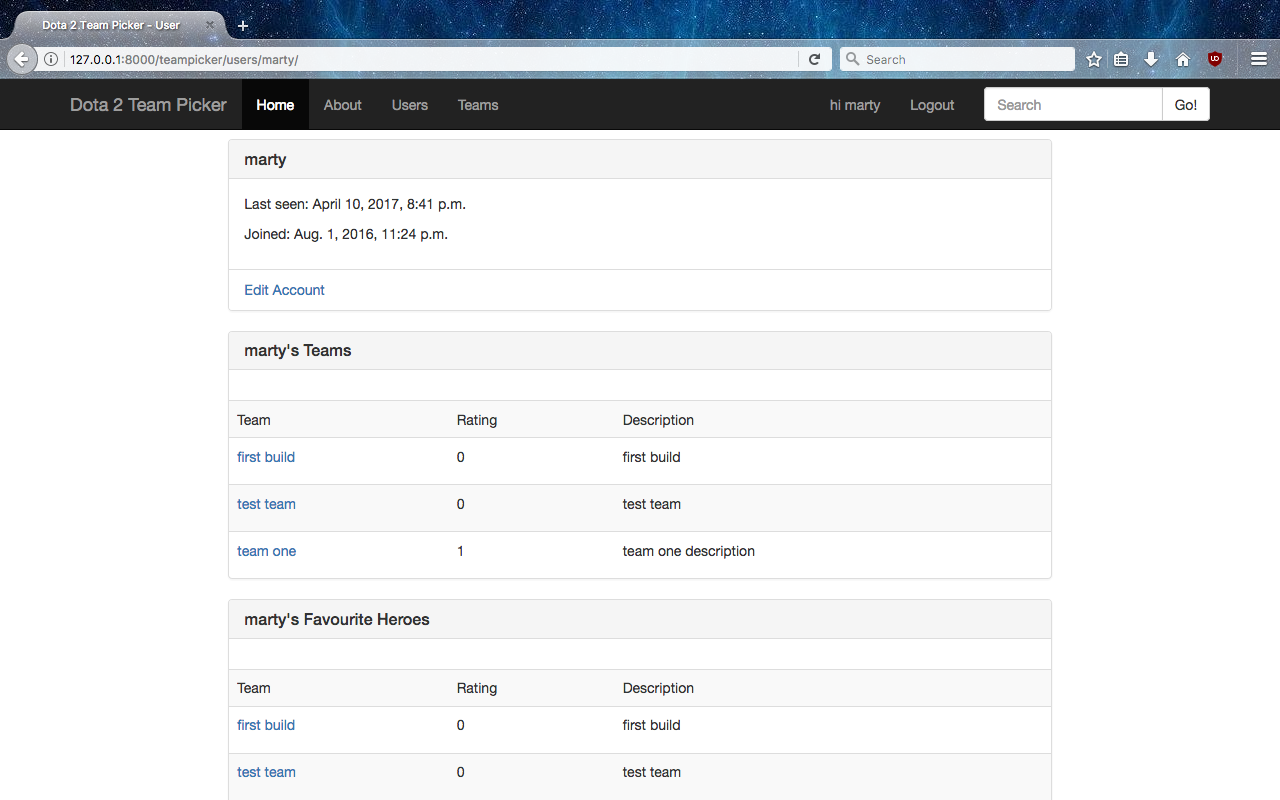 Dota 2 Team Picker - User
127.0.0.1:8000/teampicker/users/marty/
Search
Dota 2 Team Picker Home About Users Teams hi marty Logout Search Go!
marty
Last seen: April 10, 2017, 8:41 p.m.
Joined: Aug. 1, 2016, 11:24 p.m.
Edit Account
marty's Teams
Team Rating Description
first build 0 first build
test team 0 test team
team one 1 team one description
marty's Favourite Heroes
Team Rating Description
first build 0 first build
test team 0 test team